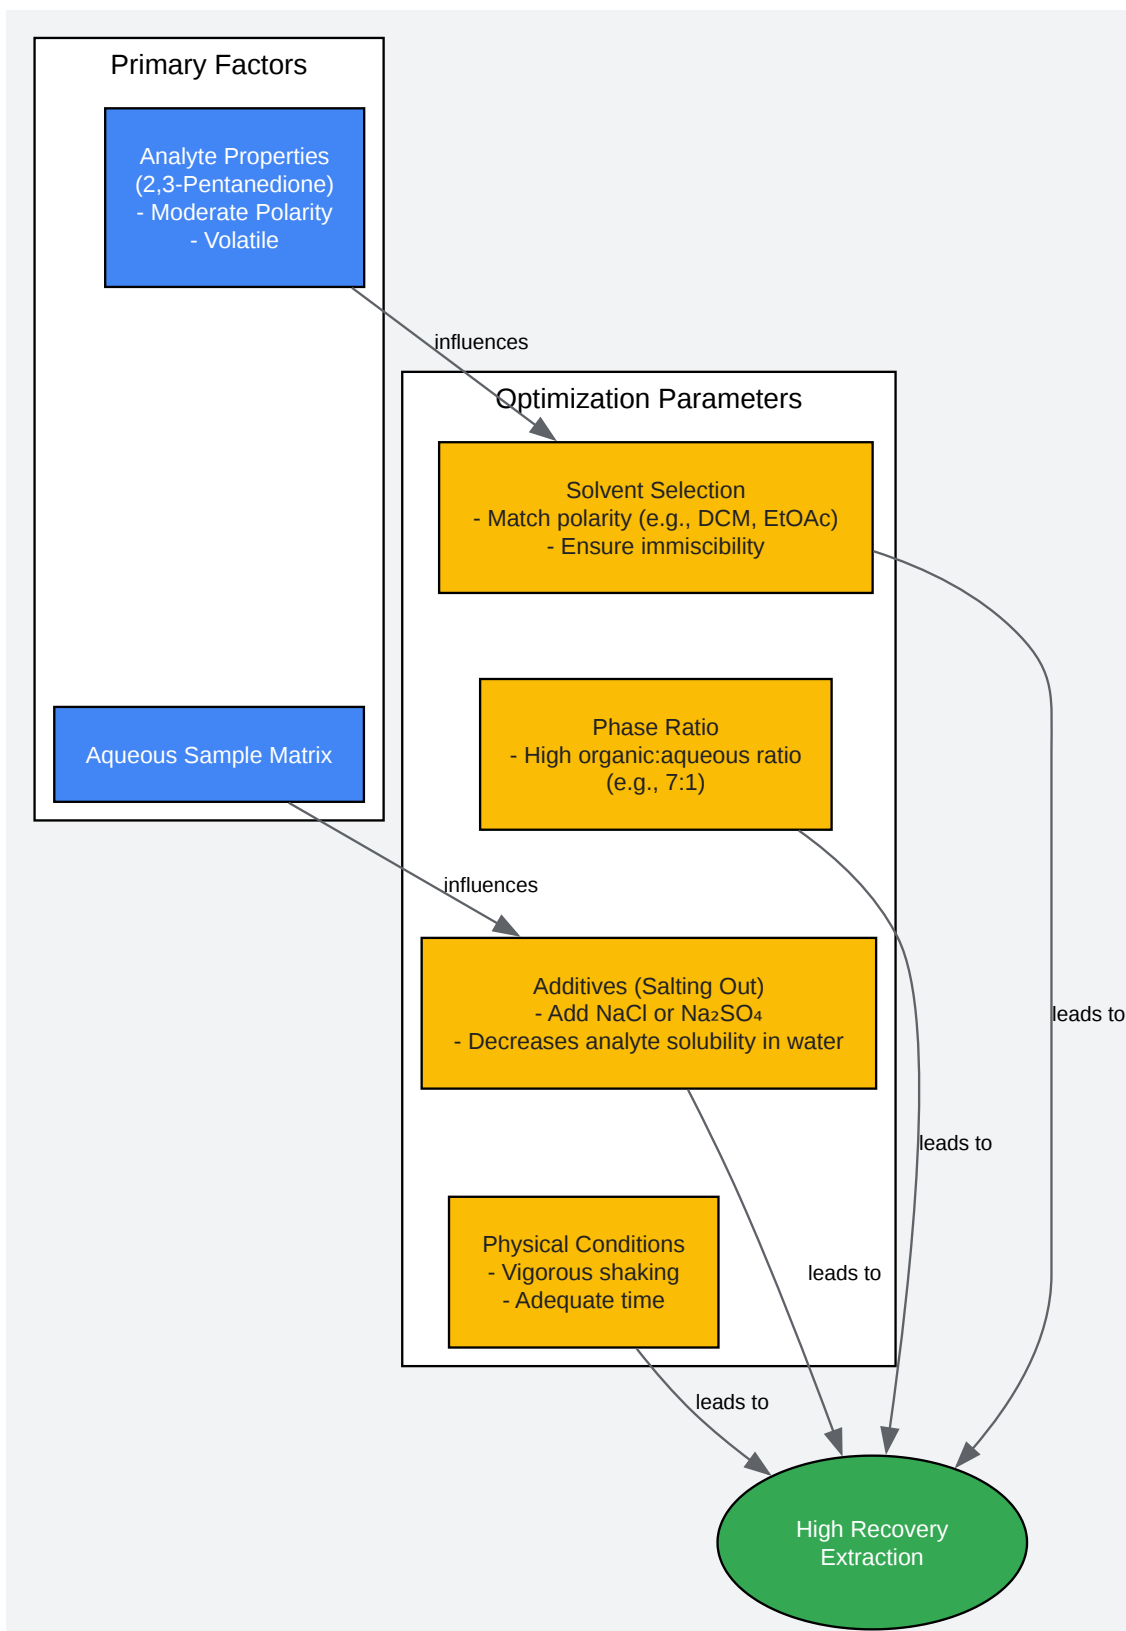 Primary Factors
Analyte Properties
(2,3-Pentanedione)
- Moderate Polarity
- Volatile
influences
Optimization Parameters
Solvent Selection
- Match polarity (e.g., DCM, EtOAc)
- Ensure immiscibility
Phase Ratio
- High organic:aqueous ratio
(e.g., 7:1)
Aqueous Sample Matrix
influences
Additives (Salting Out)
- Add NaCl or Na₂SO₄
- Decreases analyte solubility in water
leads to
leads to
Physical Conditions
- Vigorous shaking
- Adequate time
leads to
leads to
High Recovery
Extraction